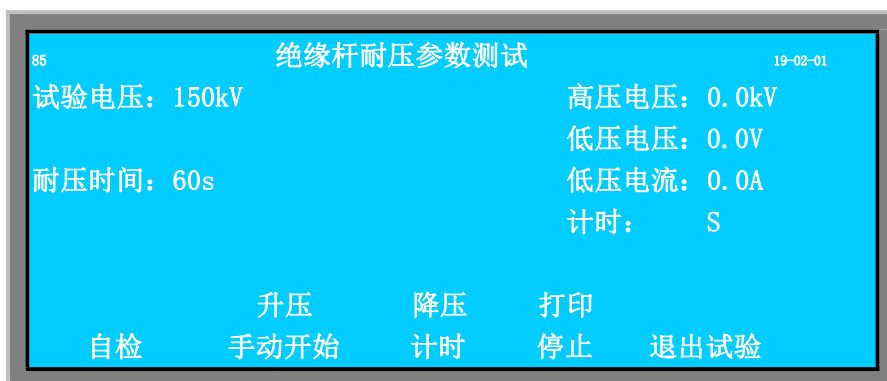 85 绝缘杆耐压参数测试 19-02-01
试验电压：150kV 高压电压：0.0kV
低压电压：0.0V
耐压时间：60s 低压电流：0.0A
计时： S
升压 降压 打印
自检 手动开始 计时 停止 退出试验